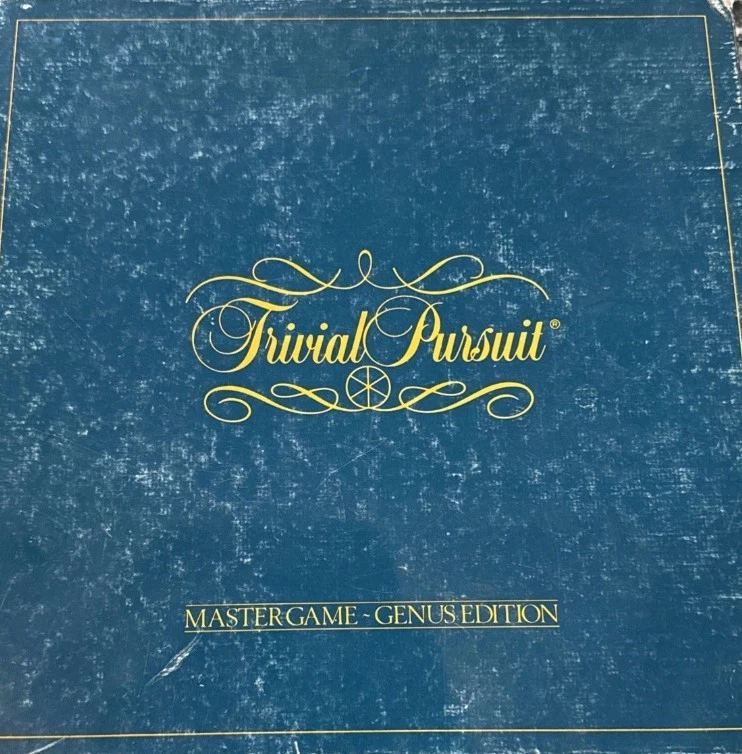 Trivial Pursuit®
MASTER GAME ~ GENUS EDITION